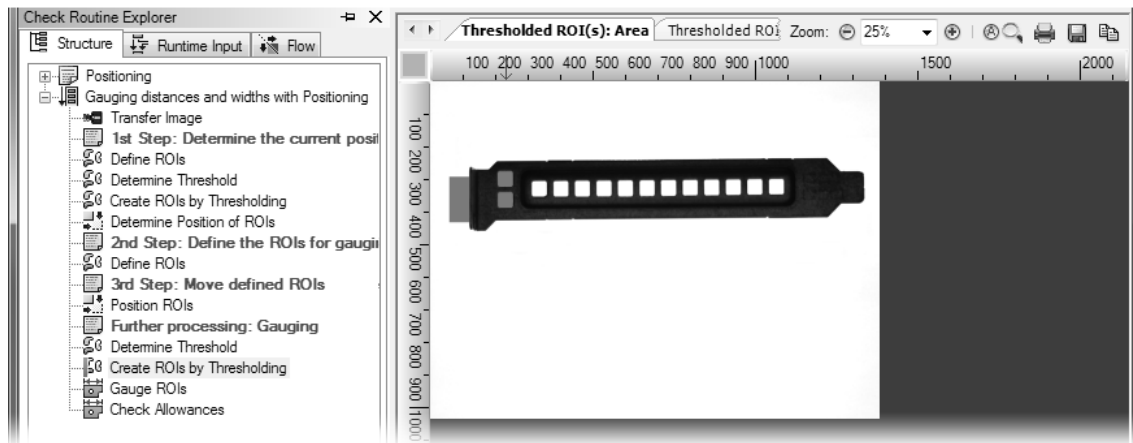 Check Routine Explorer
Structure Runtime Input Flow
Positioning
Gauging distances and widths with Positioning
Transfer Image
1st Step: Determine the current posit
Define ROIs
Determine Threshold
Create ROIs by Thresholding
Determine Position of ROIs
2nd Step: Define the ROIs for gaugin
Define ROIs
3rd Step: Move defined ROIs
Position ROIs
Further processing: Gauging
Determine Threshold
Create ROIs by Thresholding
Gauge ROIs
Check Allowances
Thresholded ROI(s): Area Thresholded ROI Zoom: 25%
100 200 300 400 500 600 700 800 900 1000 1500 2000
100
200
300
400
500
600
700
800
900
1000